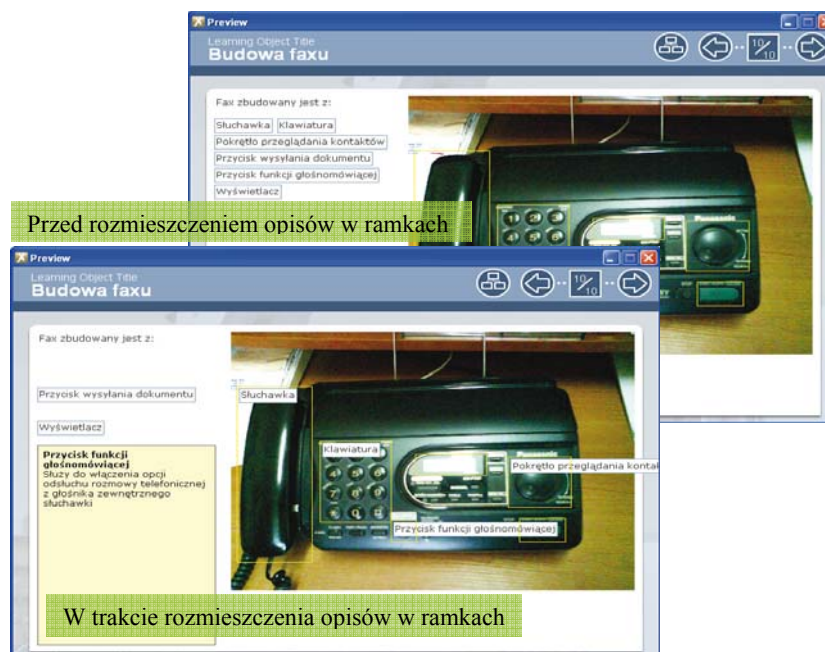 Preview
Learning Object Title
Budowa faxu
10/10
Fax zbudowany jest z:
Słuchawka Klawiatura
Pokrętło przeglądania kontaktów
Przycisk wysyłania dokumentu
Przycisk funkcji głośnomówiącej
Wyświetlacz
Panasonic
Przed rozmieszczeniem opisów w ramkach
Preview
Learning Object Title
Budowa faxu
10/10
Fax zbudowany jest z:
Przycisk wysyłania dokumentu
Wyświetlacz
Przycisk funkcji
głośnomówiącej
Służy do włączenia opcji
odsłuchu rozmowy telefonicznej
z głośnika zewnętrznego
słuchawki
Słuchawka
Klawiatura
Panasonic
Pokrętło przeglądania kontak
Przycisk funkcji głośnomówiącej
W trakcie rozmieszczenia opisów w ramkach